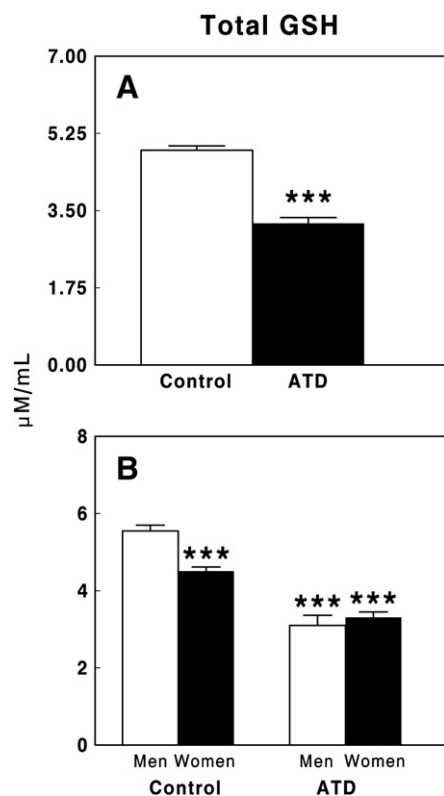 Total GSH
7.00
A
5.25
***
3.50
1.75
0.00
Control ATD
µM/mL
8
B
6
***
*** ***
4
2
0
Men Women Men Women
Control ATD